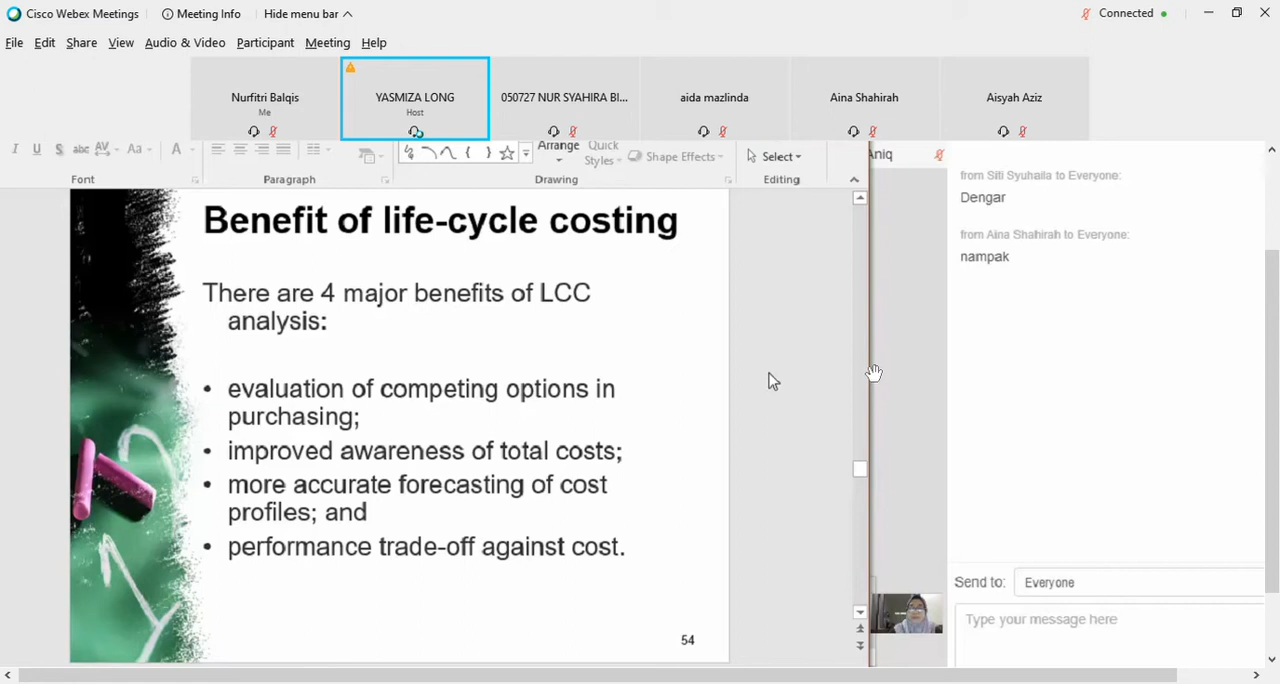 Cisco Webex Meetings
Meeting Info
Hide menu bar
Connected
File Edit Share View Audio & Video Participant Meeting Help
Nurfitri Balqis
Me
YASMIZA LONG
Host
050727 NUR SYAHIRA BI...
aida mazlinda
Aina Shahirah
Aisyah Aziz
I U S abc AV Aa A
Arrange
Quick
Styles
Shape Effects
Select
Font
Paragraph
Drawing
Editing
Aniq
Benefit of life-cycle costing
There are 4 major benefits of LCC
analysis:
• evaluation of competing options in
purchasing;
• improved awareness of total costs;
• more accurate forecasting of cost
profiles; and
• performance trade-off against cost.
54
from Siti Syuhaila to Everyone:
Dengar
from Aina Shahirah to Everyone:
nampak
Send to: Everyone
Type your message here